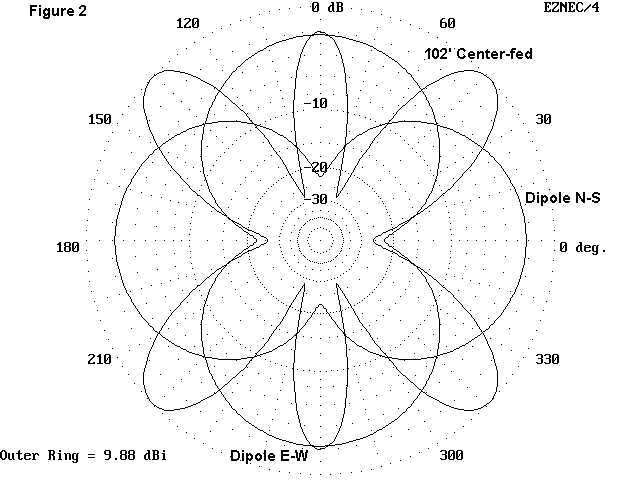 Figure 2
0 dB
EZNEC/4
120
60
102' Center-fed
-10
150
30
-20
-30
Dipole N-S
180
0 deg.
210
330
Outer Ring = 9.88 dBi
Dipole E-W
300